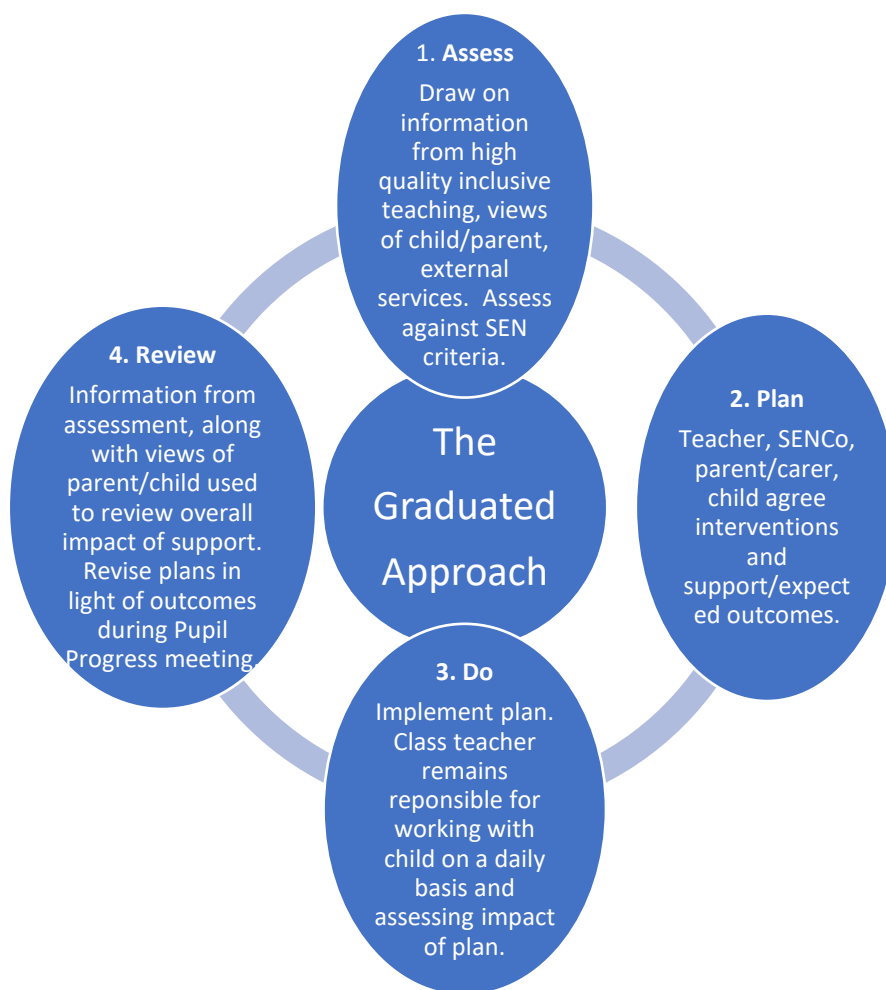 1. Assess
Draw on
information
from high
quality inclusive
teaching, views
of child/parent,
external
services.  Assess
against SEN
criteria.
2. Plan
Teacher, SENCo,
parent/carer,
child agree
interventions
and
support/expect
ed outcomes.
3. Do
Implement plan.
Class teacher
remains
reponsible for
working with
child on a daily
basis and
assessing impact
of plan.
4. Review
Information from
assessment, along
with views of
parent/child used
to review overall
impact of support.
Revise plans in
light of outcomes
during Pupil
Progress meeting.
The
Graduated
Approach